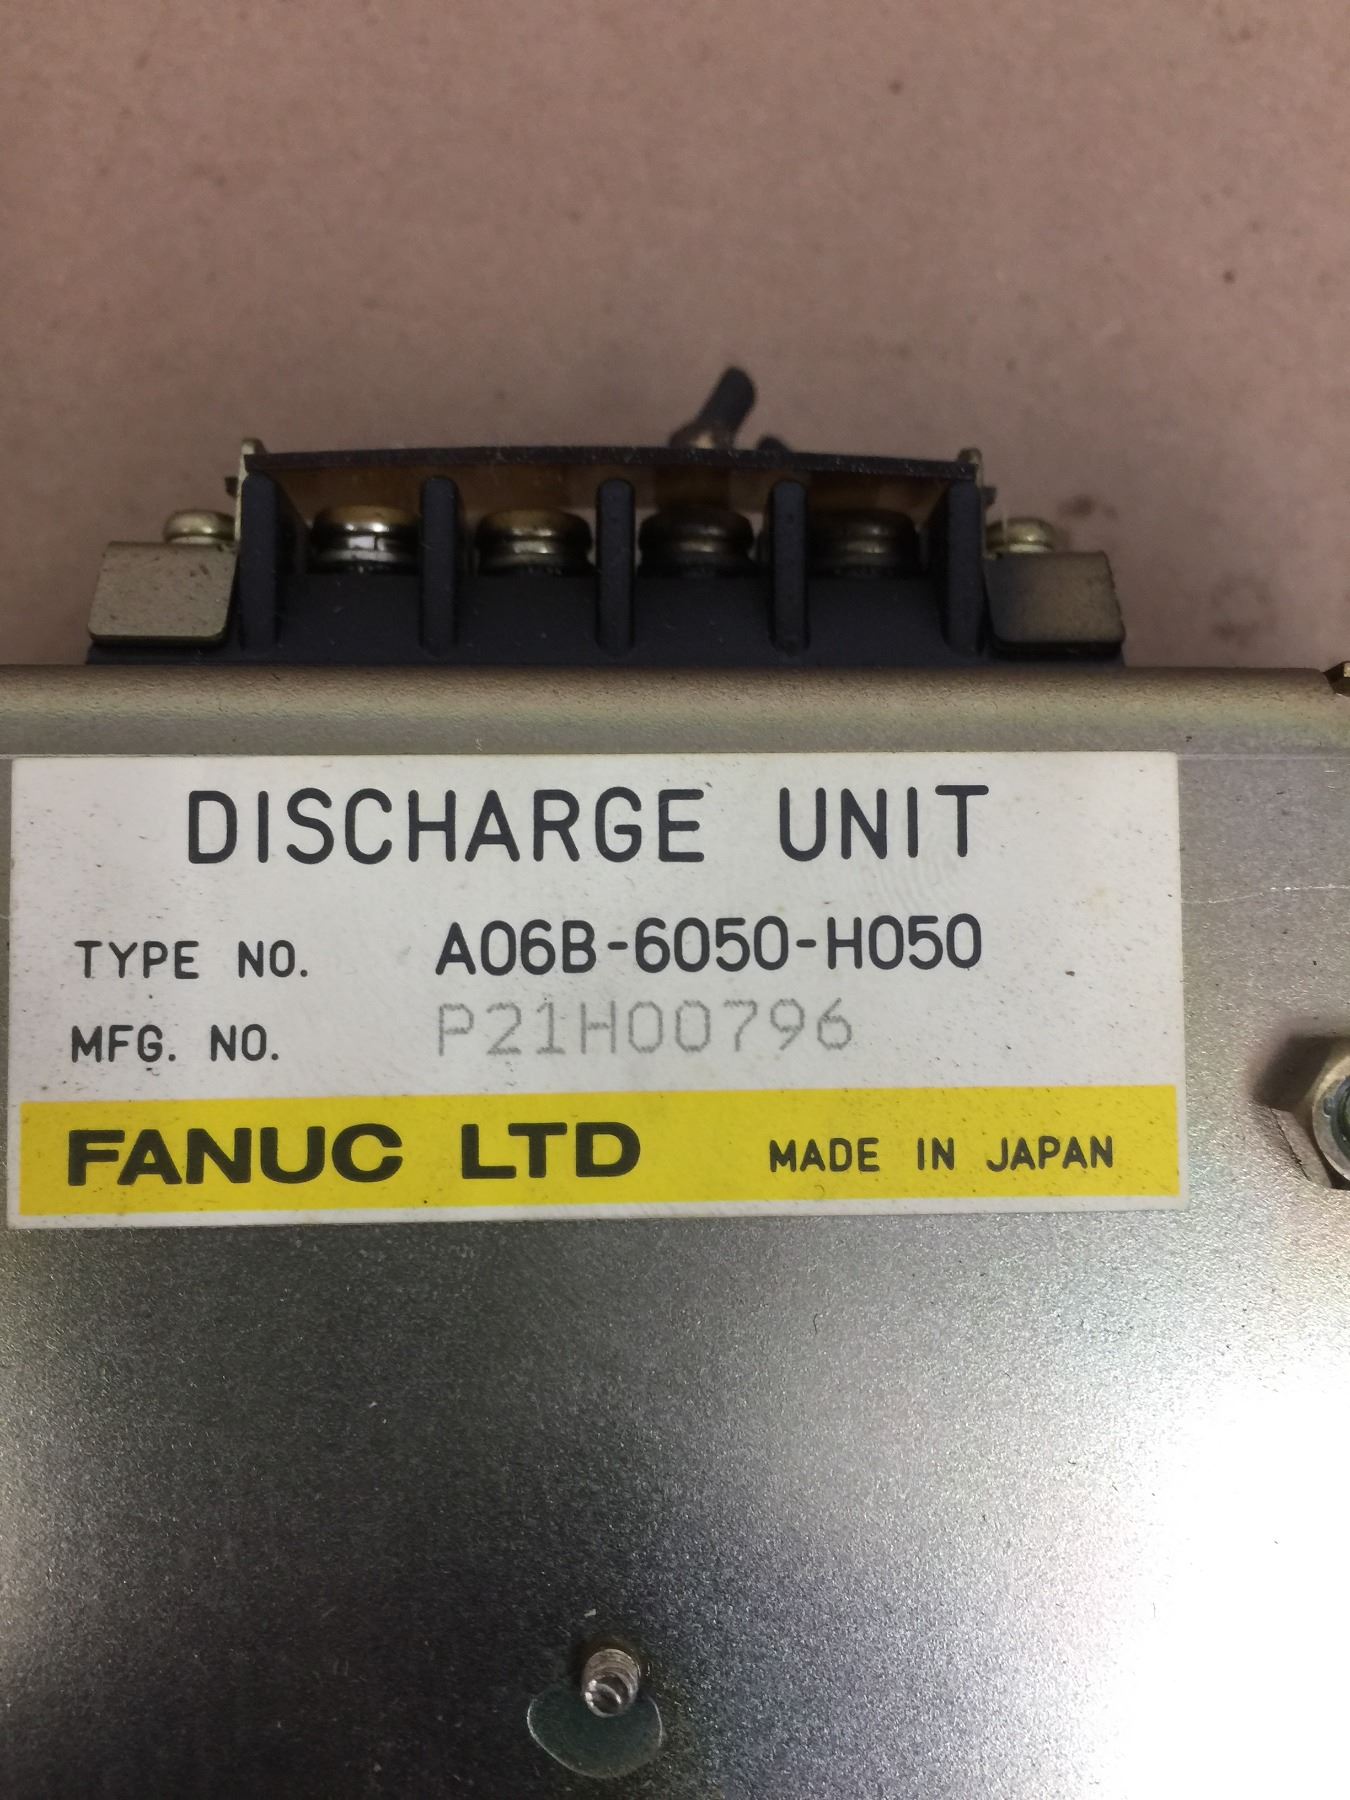 DISCHARGE UNIT
TYPE NO. A06B-6050-H050
MFG. NO. P21H00796
FANUC LTD MADE IN JAPAN